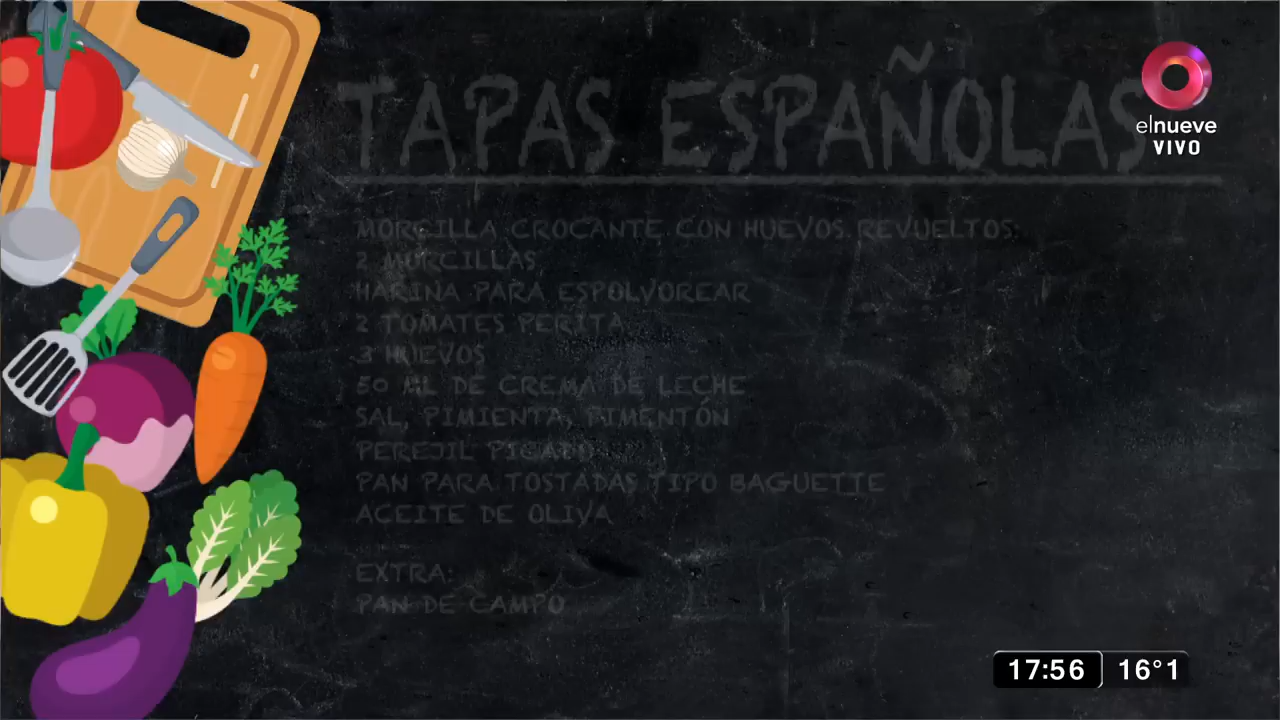 TAPAS ESPAÑOLAS
elnueve
VIVO
MORCILLA CROCANTE CON HUEVOS REVUELTOS:
2 MORCILLAS
HARINA PARA ESPOLVOREAR
2 TOMATES PERITA
3 HUEVOS
50 ML DE CREMA DE LECHE
SAL, PIMIENTA, PIMENTÓN
PEREJIL PICADO
PAN PARA TOSTADAS TIPO BAGUETTE
ACEITE DE OLIVA
EXTRA:
PAN DE CAMPO
17:56 16°1